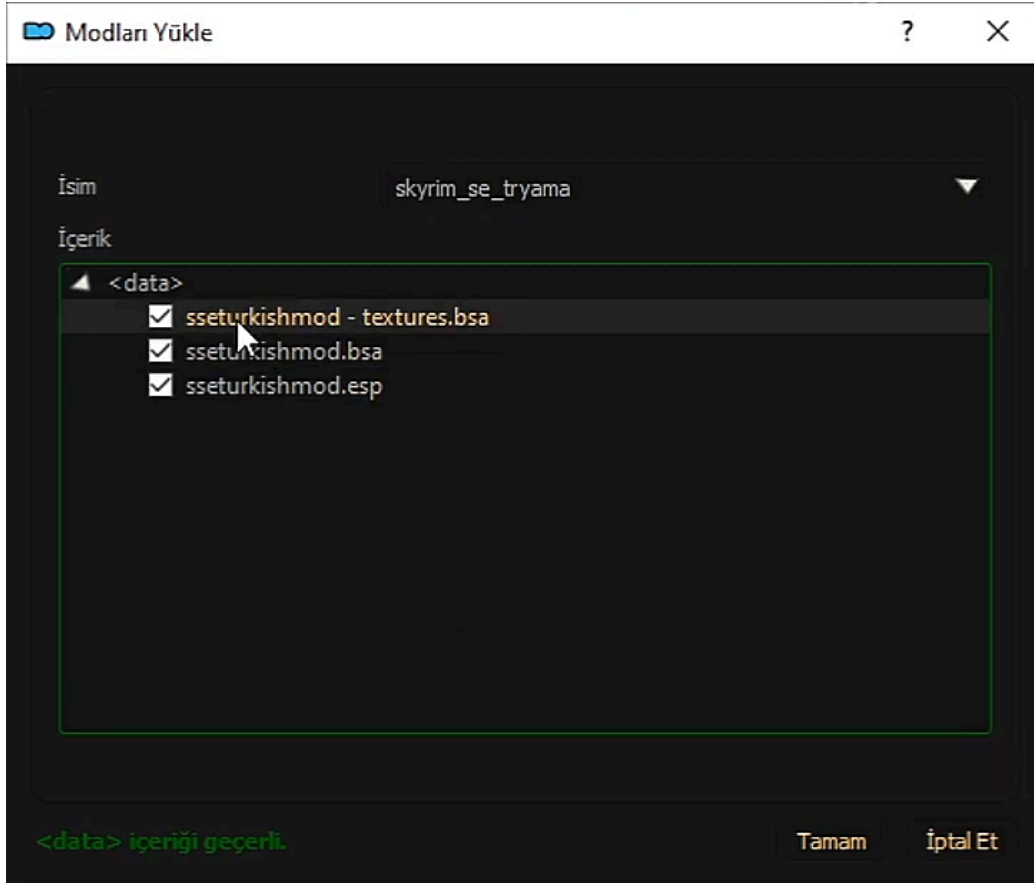 Modları Yükle
?
İsim
skyrim_se_tryama
İçerik
<data>
sseturkishmod - textures.bsa
sseturkishmod.bsa
sseturkishmod.esp
<data> içeriği geçerli.
Tamam
İptal Et